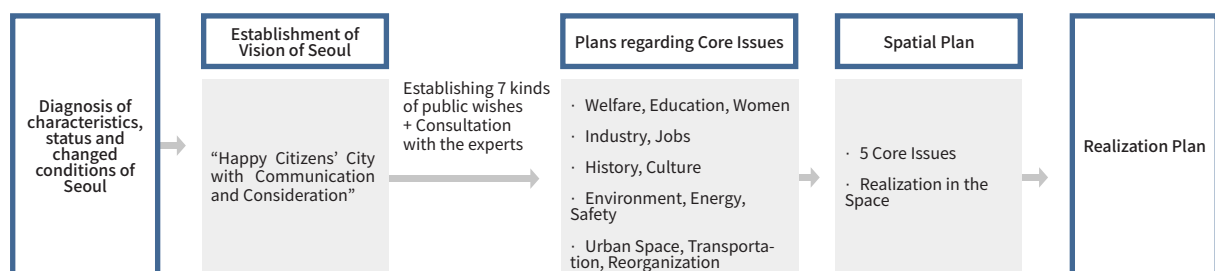 Diagnosis of
characteristics,
status and
changed
conditions of
Seoul
Establishment of
Vision of Seoul
“Happy Citizens’ City
with Communication
and Consideration”
Establishing 7 kinds
of public wishes
+ Consultation
with the experts
Plans regarding Core Issues
· Welfare, Education, Women
· Industry, Jobs
· History, Culture
· Environment, Energy,
Safety
· Urban Space, Transporta-
tion, Reorganization
Spatial Plan
· 5 Core Issues
· Realization in the
Space
Realization Plan